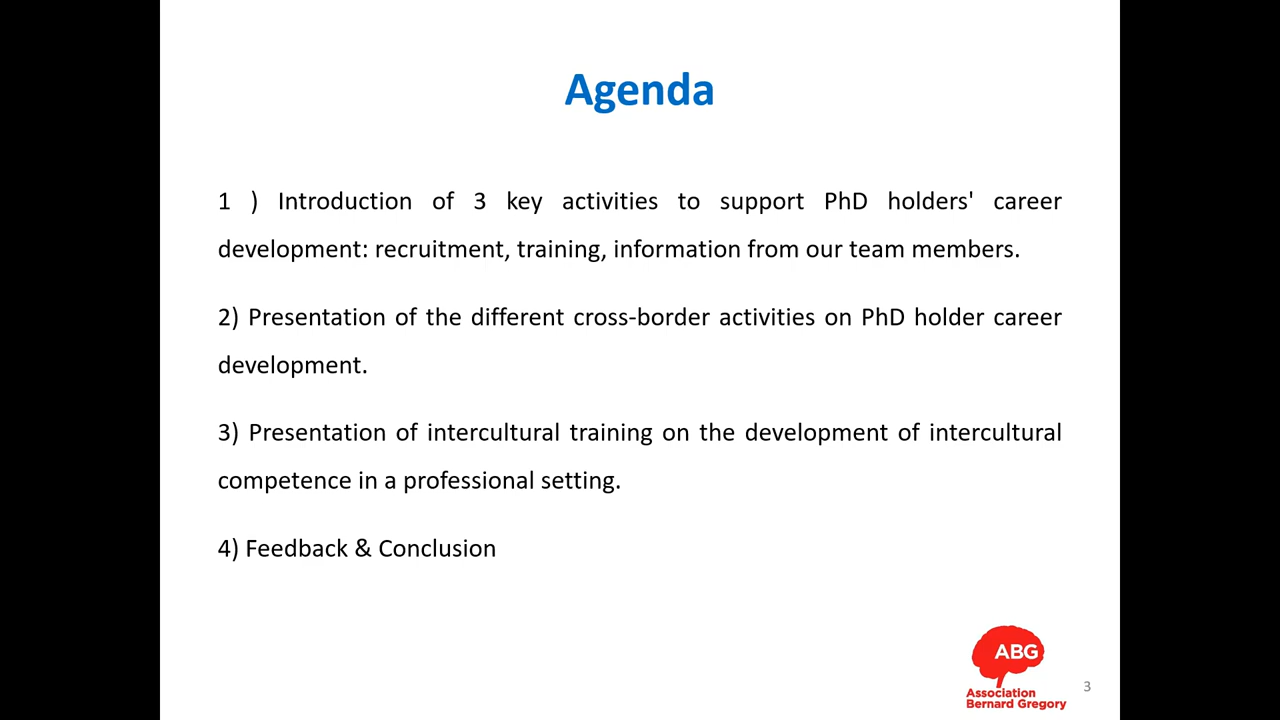 Agenda
1 ) Introduction of 3 key activities to support PhD holders' career
development: recruitment, training, information from our team members.
2) Presentation of the different cross-border activities on PhD holder career
development.
3) Presentation of intercultural training on the development of intercultural
competence in a professional setting.
4) Feedback & Conclusion
ABG
Association
Bernard Gregory
3